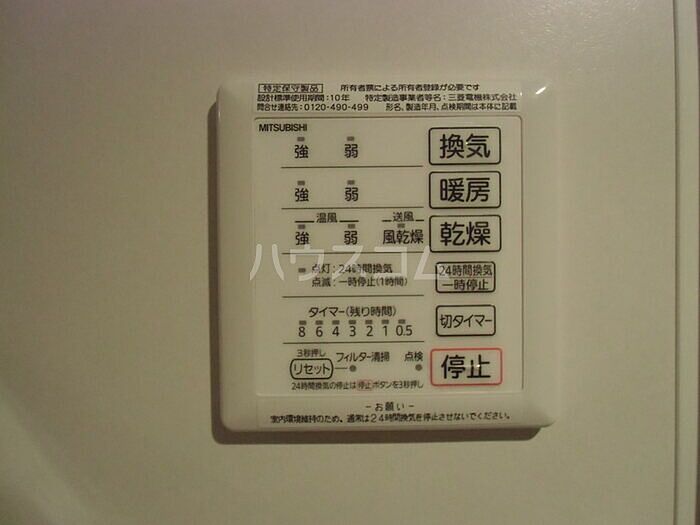 特定保守製品 所有者票による所有者登録が必要です
設計標準使用期間：10年 特定製造事業者等名：三菱電機株式会社
問合せ連絡先：0120-490-499 形名、製造年月、点検期間は本体に記載
MITSUBISHI
強 弱 換気
強 弱 暖房
温風 送風
強 弱 風乾燥 乾燥
点灯：24時間換気
点滅：一時停止(1時間)
24時間換気
一時停止
タイマー(残り時間)
8 6 4 3 2 1 0.5
切タイマー
3秒押し
リセット フィルター清掃 点検
停止
24時間換気の停止は停止ボタンを3秒押し
－お願い－
室内環境維持のため、通常は24時間換気を停止させないでください。
ハウスコム